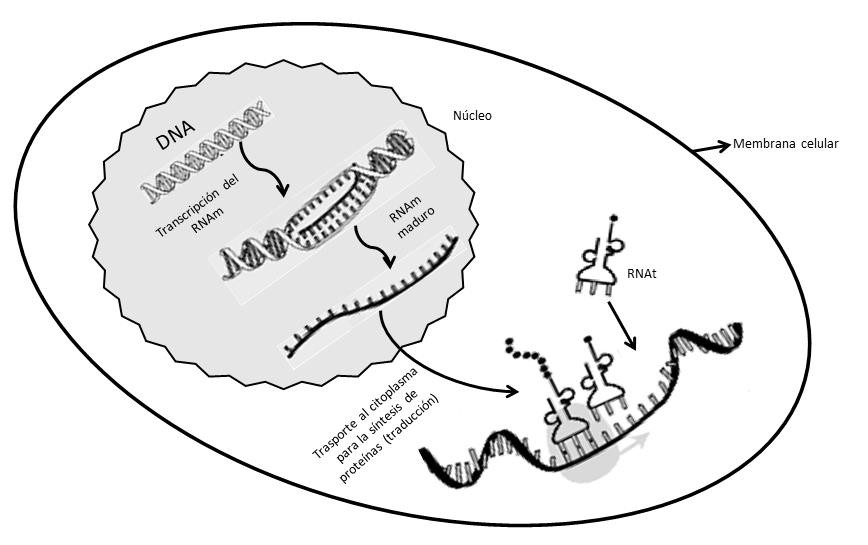 DNA
Núcleo
Membrana celular
Transcripción del
RNAm
RNAm
maduro
RNAt
Trasporte al citoplasma
para la síntesis de
proteínas (traducción)